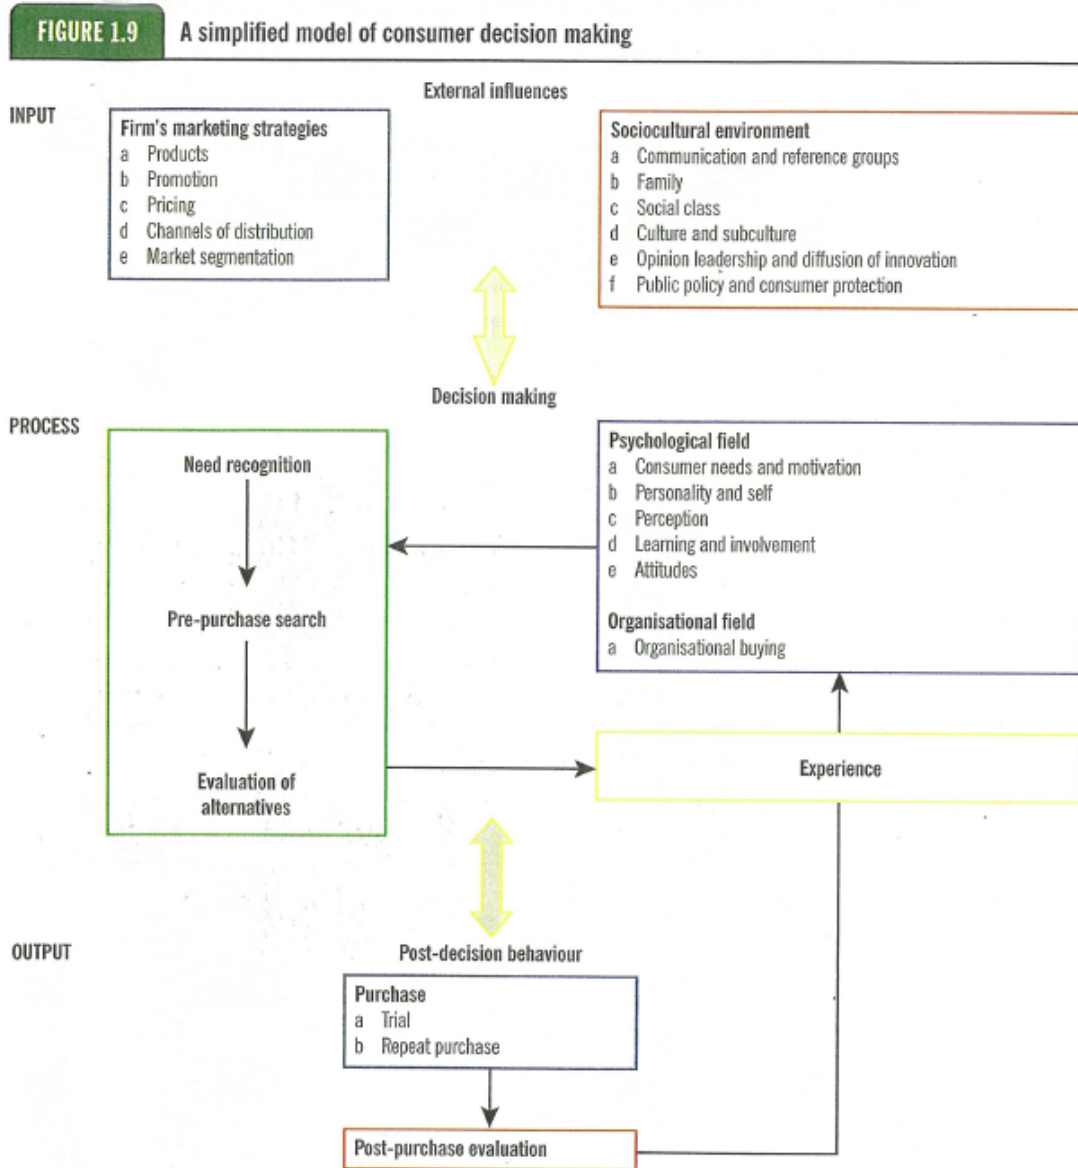 FIGURE 1.9 A simplified model of consumer decision making
External influences
INPUT
Firm's marketing strategies
a Products
b Promotion
c Pricing
d Channels of distribution
e Market segmentation
Sociocultural environment
a Communication and reference groups
b Family
c Social class
d Culture and subculture
e Opinion leadership and diffusion of innovation
f Public policy and consumer protection
Decision making
PROCESS
Need recognition
Pre-purchase search
Evaluation of
alternatives
Psychological field
a Consumer needs and motivation
b Personality and self
c Perception
d Learning and involvement
e Attitudes
Organisational field
a Organisational buying
Experience
OUTPUT
Post-decision behaviour
Purchase
a Trial
b Repeat purchase
Post-purchase evaluation